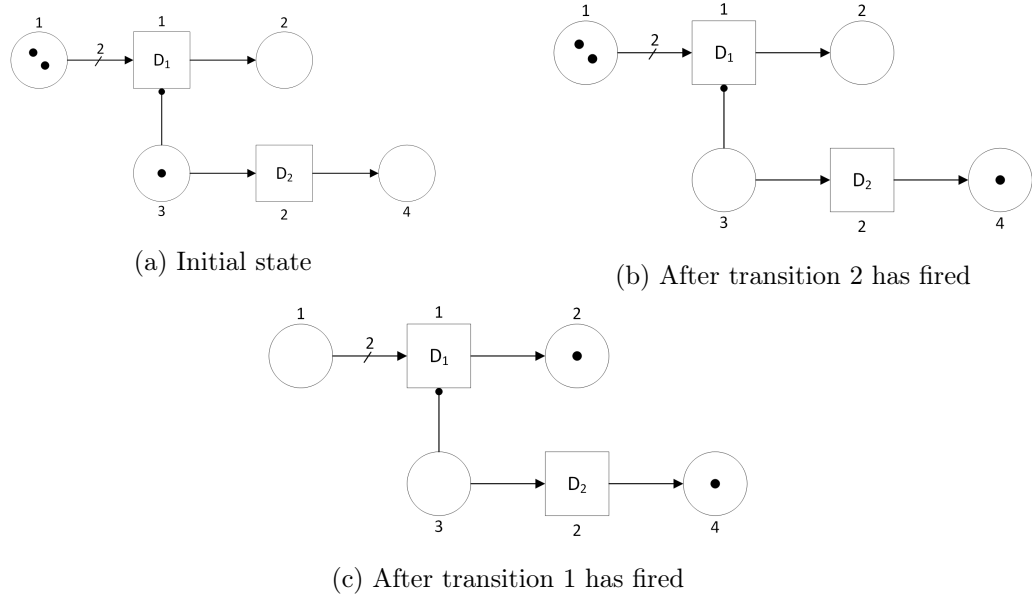 1 1 2
2
D₁
D₂
3 2 4
(a) Initial state
1 1 2
2
D₁
D₂
3 2 4
(b) After transition 2 has fired
1 1 2
2
D₁
D₂
3 2 4
(c) After transition 1 has fired